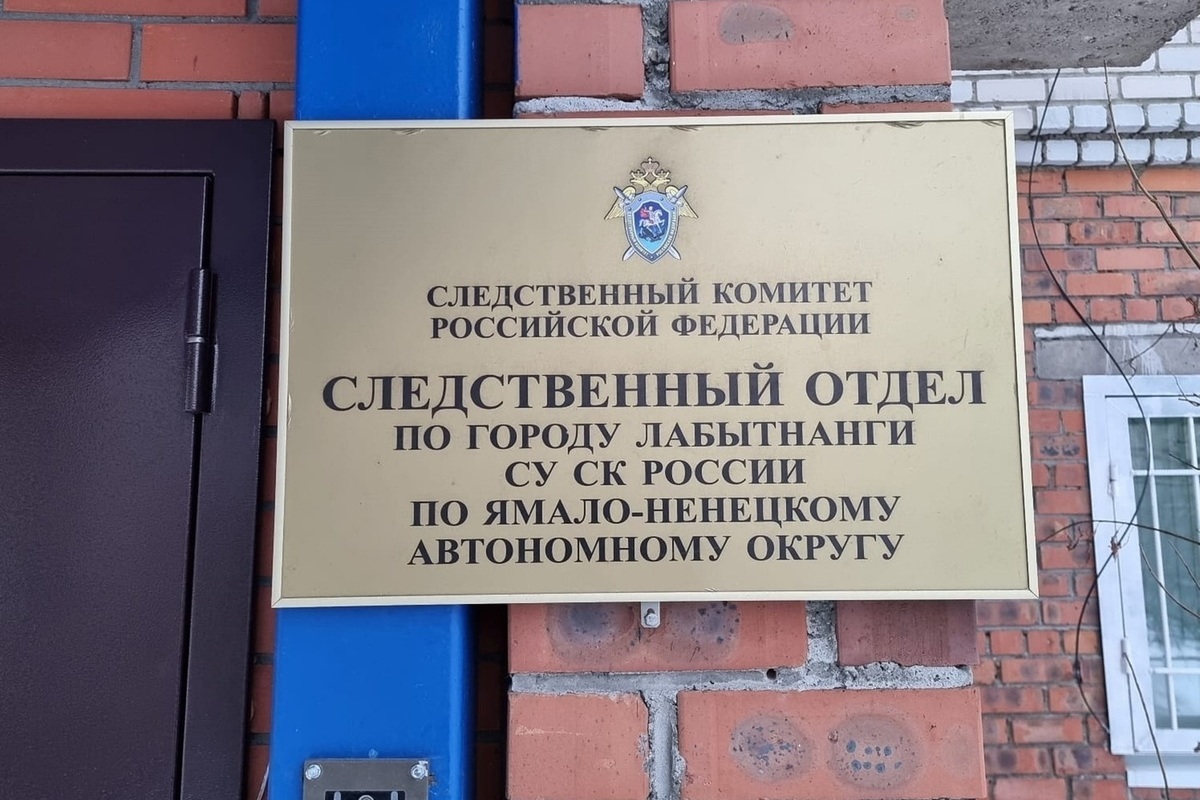 СЛЕДСТВЕННЫЙ КОМИТЕТ
РОССИЙСКОЙ ФЕДЕРАЦИИ
СЛЕДСТВЕННЫЙ ОТДЕЛ
ПО ГОРОДУ ЛАБЫТНАНГИ
СУ СК РОССИИ
ПО ЯМАЛО-НЕНЕЦКОМУ
АВТОНОМНОМУ ОКРУГУ